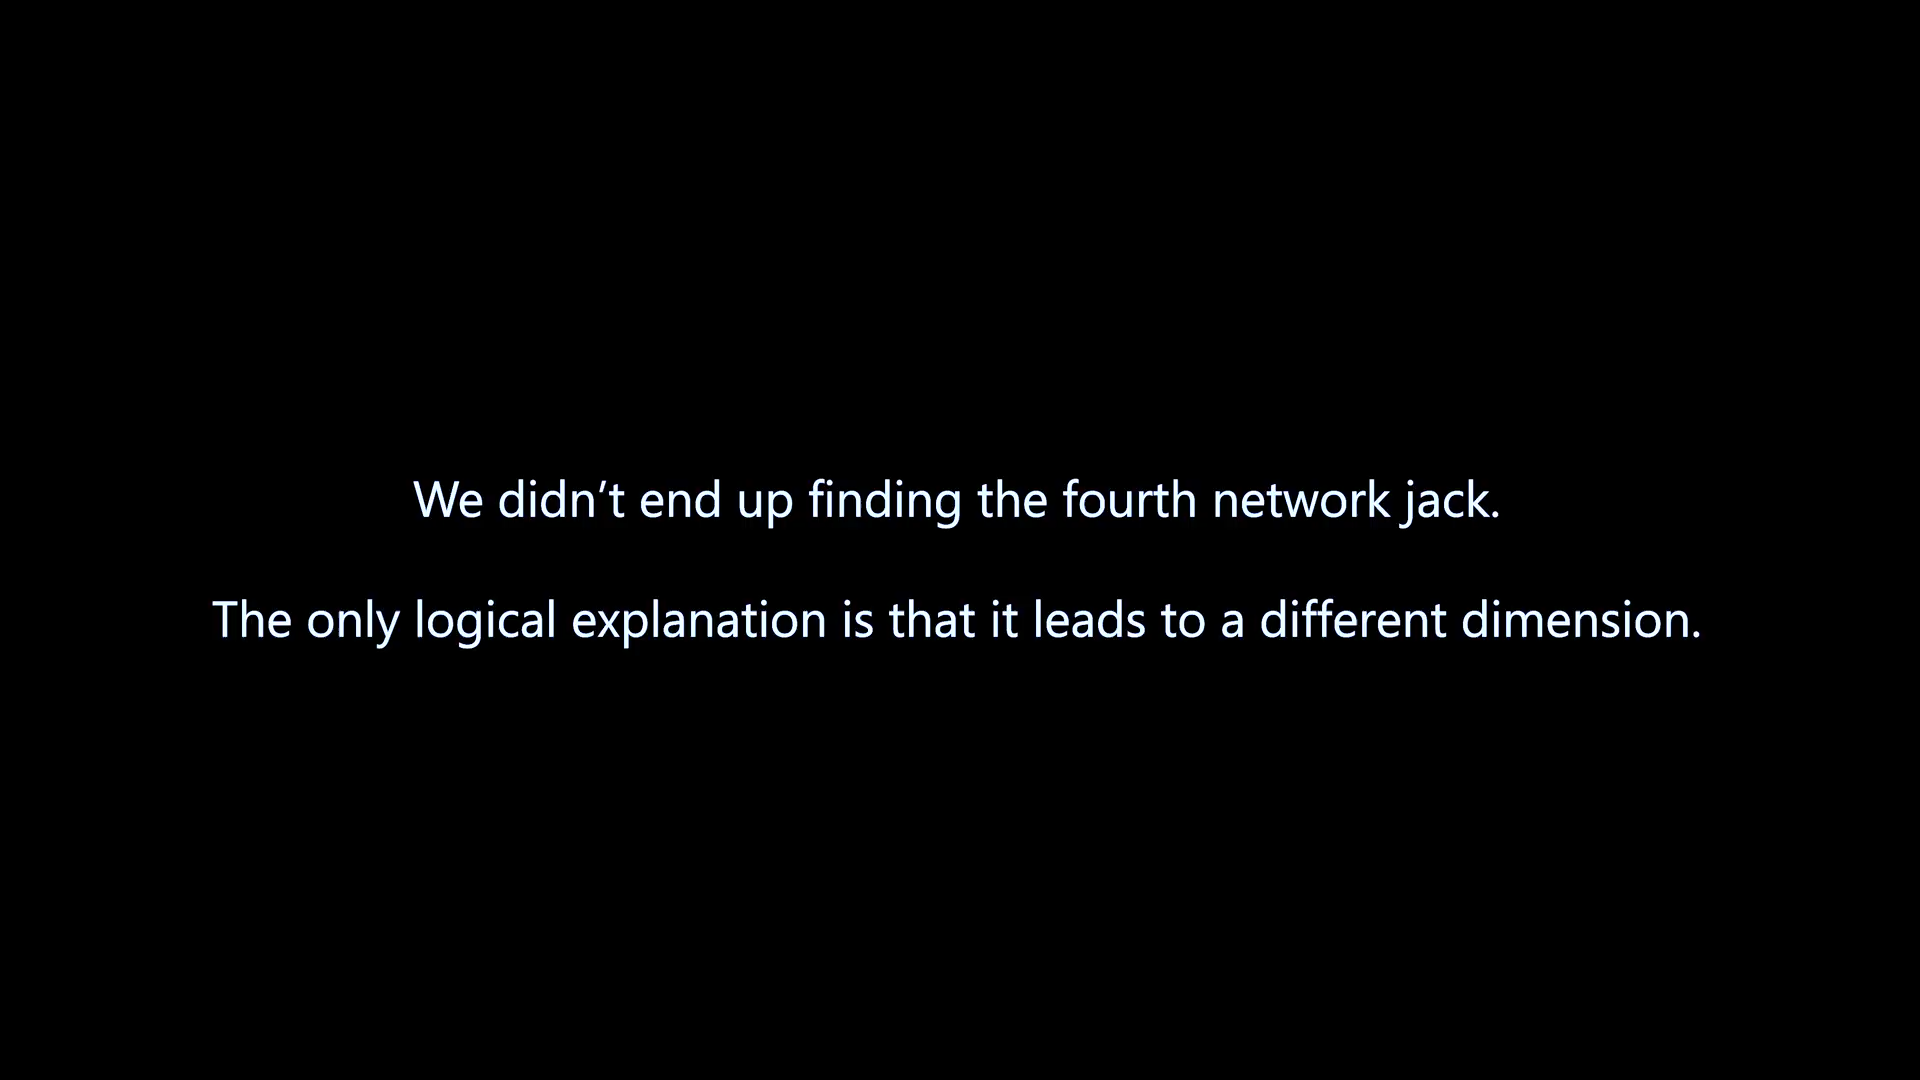 We didn’t end up finding the fourth network jack.
The only logical explanation is that it leads to a different dimension.